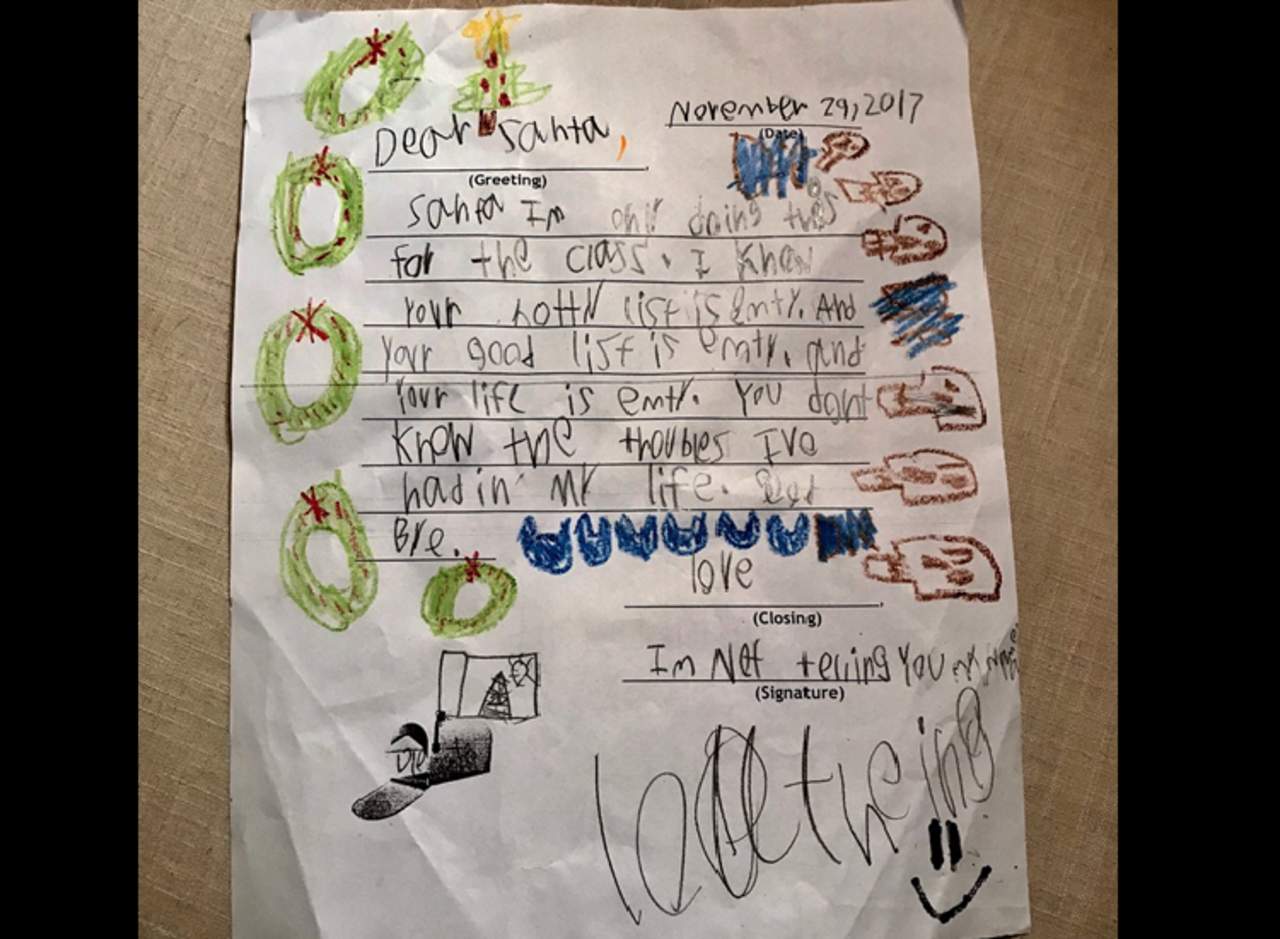 November 29, 2017
(Date)
Dear Santa,
(Greeting)
Santa Im only doing this
for the class. I know
your notty list is emty. And
your good list is emty. and
Your life is emty. You dont
know the troubles Ive
had in my life. Good
Bye.
love
(Closing)
Im Not telling you my name
(Signature)